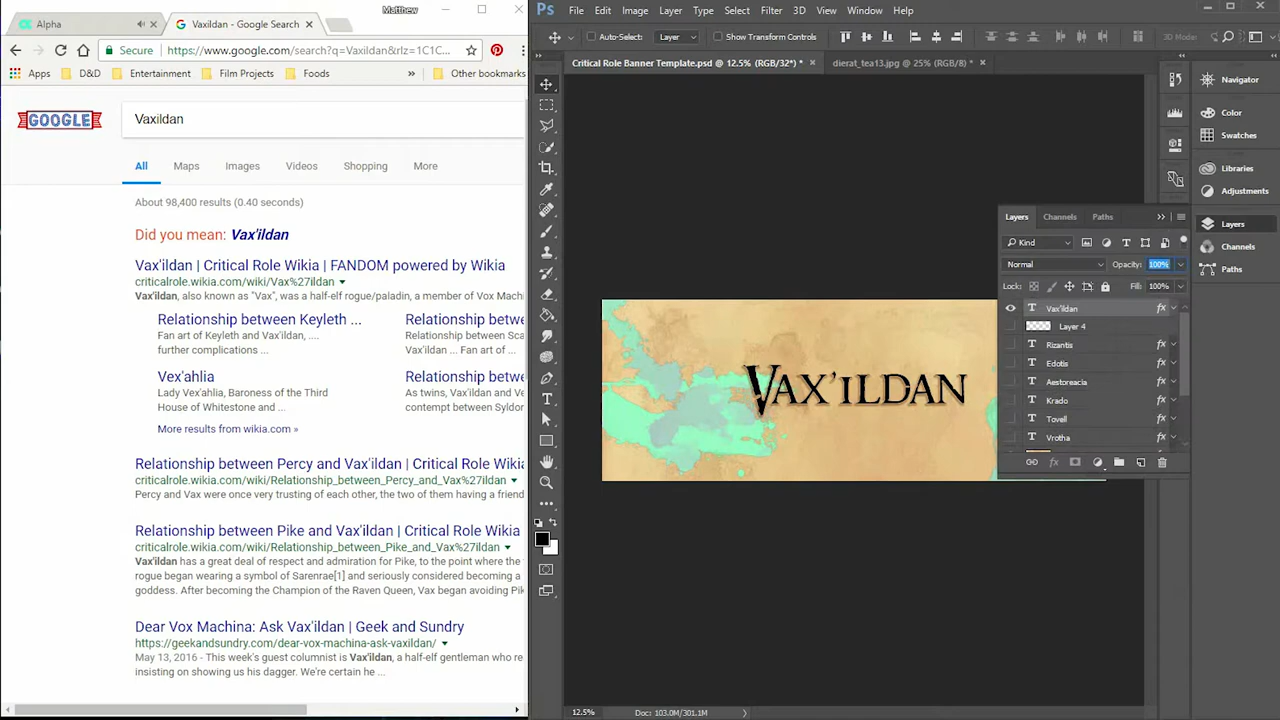 Alpha
Vaxildan - Google Search
Matthew
Secure
https://www.google.com/search?q=Vaxildan&rlz=1C1C...
Apps
D&D
Entertainment
Film Projects
Foods
»
Other bookmarks
GOOGLE
Vaxildan
All
Maps
Images
Videos
Shopping
More
About 98,400 results (0.40 seconds)
Did you mean: Vax'ildan
Vax'ildan | Critical Role Wikia | FANDOM powered by Wikia
criticalrole.wikia.com/wiki/Vax%27ildan
Vax'ildan, also known as "Vax", was a half-elf rogue/paladin, a member of Vox Machi
Relationship between Keyleth ...
Fan art of Keyleth and Vax'ildan, ....
further complications ...
Relationship between Sca
Vax'ildan ... Fan art of
Vex'ahlia
Lady Vex'ahlia, Baroness of the Third
House of Whitestone and ...
Relationship between
As twins, Vax'ildan and
contempt between Syldor
More results from wikia.com »
Relationship between Percy and Vax'ildan | Critical Role Wiki
criticalrole.wikia.com/wiki/Relationship_between_Percy_and_Vax%27ildan
Percy and Vax were once very trusting of each other, the two of them having a friend
Relationship between Pike and Vax'ildan | Critical Role Wikia
criticalrole.wikia.com/wiki/Relationship_between_Pike_and_Vax%27ildan
Vax'ildan has a great deal of respect and admiration for Pike, to the point where the
rogue began wearing a symbol of Sarenrae[1] and seriously considered becoming a
goddess. After becoming the Champion of the Raven Queen, Vax began avoiding Pik
Dear Vox Machina: Ask Vax'ildan | Geek and Sundry
https://geekandsundry.com/dear-vox-machina-ask-vaxildan/
May 13, 2016 - This week's guest columnist is Vax'ildan, a half-elf gentleman who re
insisting on showing us his dagger. We're certain he ...
Ps
File
Edit
Image
Layer
Type
Select
Filter
3D
View
Window
Help
Auto-Select:
Layer
Show Transform Controls
3D Mode:
Critical Role Banner Template.psd @ 12.5% (RGB/32*) *
dierat_tea13.jpg @ 25% (RGB/8) *
VAX'ILDAN
Layers
Channels
Paths
Kind
Normal
Opacity: 100%
Lock:
Fill: 100%
Vax'ildan
Layer 4
Rizantis
Edotis
Aestoreacia
Krado
Tovell
Vrotha
Navigator
Color
Swatches
Libraries
Adjustments
Layers
Channels
Paths
12.5%
Doc: 103.0M/301.1M